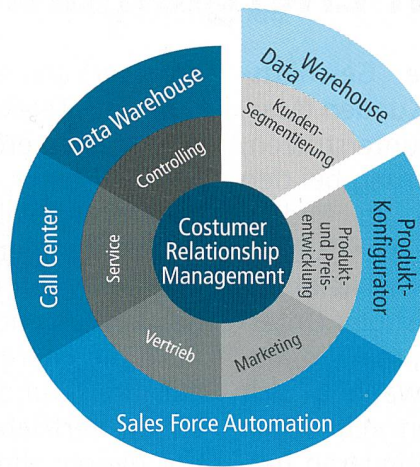 Data Warehouse
Kunden-
Segmentierung
Produkt-
Konfigurator
Produkt-
und Preis-
entwicklung
Sales Force Automation
Marketing
Vertrieb
Call Center
Service
Data Warehouse
Controlling
Costumer
Relationship
Management